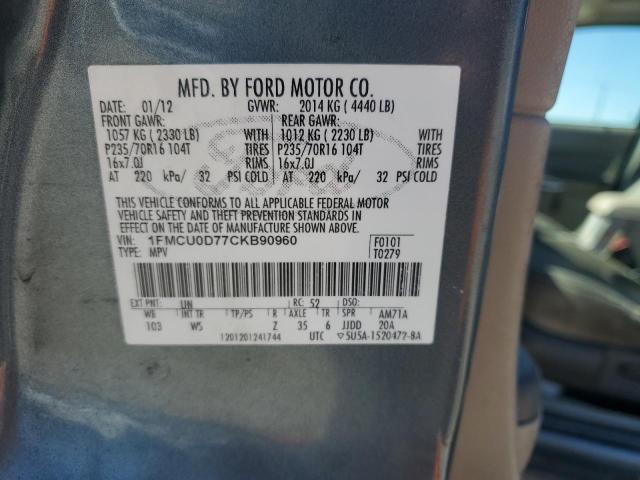 MFD. BY FORD MOTOR CO.
DATE: 01/12 GVWR: 2014 KG ( 4440 LB)
FRONT GAWR: REAR GAWR:
1057 KG ( 2330 LB) WITH 1012 KG ( 2230 LB) WITH
P235/70R16 104T TIRES P235/70R16 104T TIRES
16x7.0J RIMS 16x7.0J RIMS
AT 220 kPa/ 32 PSI COLD AT 220 kPa/ 32 PSI COLD
Ford
THIS VEHICLE CONFORMS TO ALL APPLICABLE FEDERAL MOTOR
VEHICLE SAFETY AND THEFT PREVENTION STANDARDS IN
EFFECT ON THE DATE OF MANUFACTURE SHOWN ABOVE.
VIN: 1FMCU0D77CKB90960 F0101
TYPE: MPV T0279
EXT PNT: UN RC: 52 DSO:
WB INT TR TP/PS R AXLE TR SPR AM71A
103 WS Z 35 6 JJDD 20A
1201201241744 UTC ▽5U5A-1520472-BA